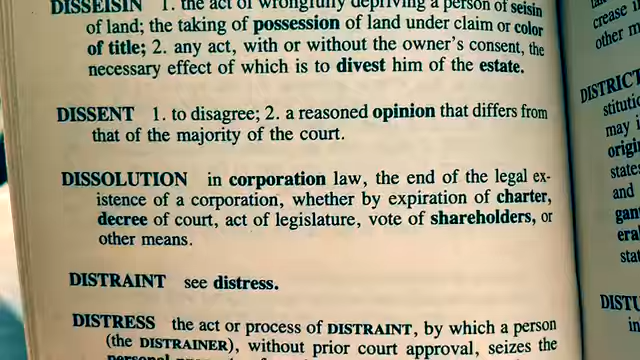 DISSEISIN 1. the act of wrongfully depriving a person of seisin
of land; the taking of possession of land under claim or color
of title; 2. any act, with or without the owner's consent, the
necessary effect of which is to divest him of the estate.
DISSENT 1. to disagree; 2. a reasoned opinion that differs from
that of the majority of the court.
DISSOLUTION in corporation law, the end of the legal ex-
istence of a corporation, whether by expiration of charter,
decree of court, act of legislature, vote of shareholders, or
other means.
DISTRAINT see distress.
DISTRESS the act or process of DISTRAINT, by which a person
(the DISTRAINER), without prior court approval, seizes the
personal
crease
other m
DISTRICT
stitutio
may i
origin
states
and
gan
eral
stat
DISTU
in